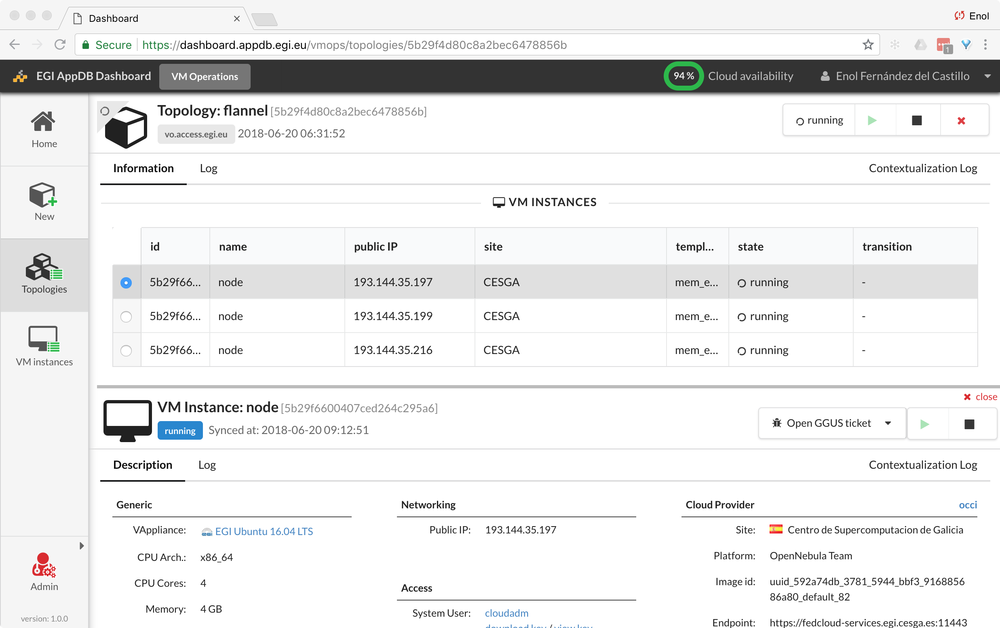 Dashboard
Enol
Secure https://dashboard.appdb.egi.eu/vmops/topologies/5b29f4d80c8a2bec6478856b
1
EGI AppDB Dashboard VM Operations 94 % Cloud availability Enol Fernández del Castillo
Home
New
Topologies
VM instances
Admin
version: 1.0.0
Topology: flannel [5b29f4d80c8a2bec6478856b]
vo.access.egi.eu 2018-06-20 06:31:52
running
Information Log Contextualization Log
VM INSTANCES
id name public IP site templ... state transition
5b29f66... node 193.144.35.197 CESGA mem_e... running -
5b29f66... node 193.144.35.199 CESGA mem_e... running -
5b29f66... node 193.144.35.216 CESGA mem_e... running -
close
VM Instance: node [5b29f6600407ced264c295a6]
running Synced at: 2018-06-20 09:12:51
Open GGUS ticket
Description Log Contextualization Log
Generic
VAppliance: EGI Ubuntu 16.04 LTS
CPU Arch.: x86_64
CPU Cores: 4
Memory: 4 GB
Networking
Public IP: 193.144.35.197
Access
System User: cloudadm
download key / view key
Cloud Provider occi
Site: Centro de Supercomputacion de Galicia
Platform: OpenNebula Team
Image id: uuid_592a74db_3781_5944_bbf3_9168856
86a80_default_82
Endpoint: https://fedcloud-services.egi.cesga.es:11443